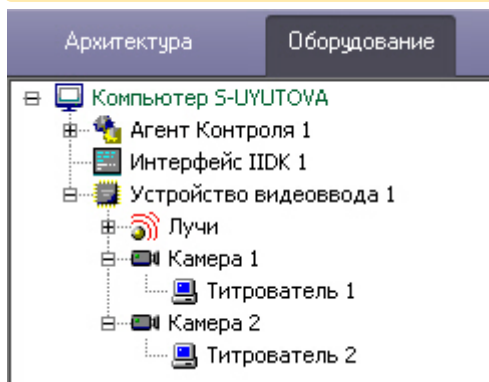 Архитектура Оборудование
Компьютер S-UYUTOVA
Агент Контроля 1
Интерфейс IIDK 1
Устройство видеоввода 1
Лучи
Камера 1
Титрователь 1
Камера 2
Титрователь 2